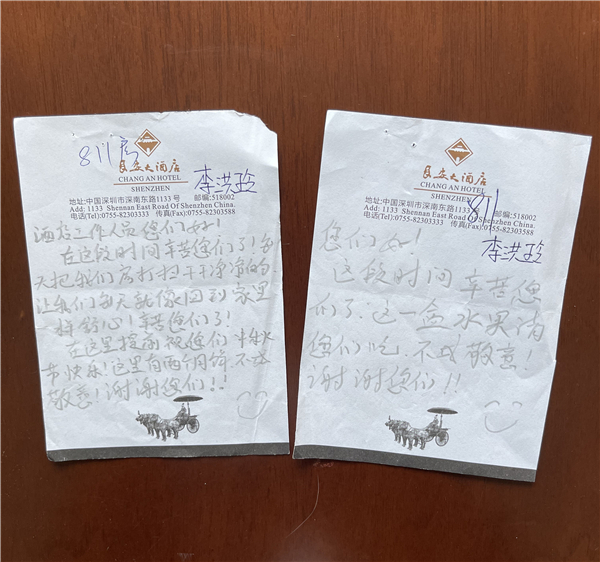 811房
長安大酒店
CHANG AN HOTEL
SHENZHEN
李洪玲
地址:中国深圳市深南东路1133号 邮编:518002
Add: 1133 Shennan East Road Of Shenzhen China.
电话(Tel):0755-82303333 传真(Fax):0755-82303588
酒店工作人员您们好!
在这段时间辛苦您们了!每
天把我们房打扫干干净净的,
让我们每天就像回到家里
一样舒心!辛苦您们了!
在这里提前祝您们中秋
节快乐!这里有两个月饼,不成
敬意!谢谢您们!!
長安大酒店
CHANG AN HOTEL
SHENZHEN
地址:中国深圳市深南东路1133号 邮编:518002
Add: 1133 Shennan East Road Of Shenzhen China.
电话(Tel):0755-82303333 传真(Fax):0755-82303588
811
李洪玲
您们好!
这段时间辛苦您
们了!这一盒水果请
您们吃,不成敬意!
谢谢您们!!